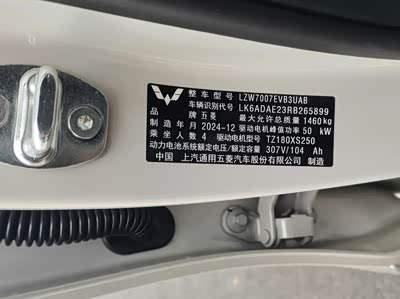 整 车 型 号 LZW7007EVB3UAB
车辆识别代号 LK6ADAE23RB265899
品 牌 五菱 最大允许总质量 1460kg
制造年月 2024-12 驱动电机峰值功率 50 kW
乘坐人数 4 驱动电机型号 TZ180XS250
动力电池系统额定电压/额定容量 307V/104 Ah
中国 上汽通用五菱汽车股份有限公司 制造